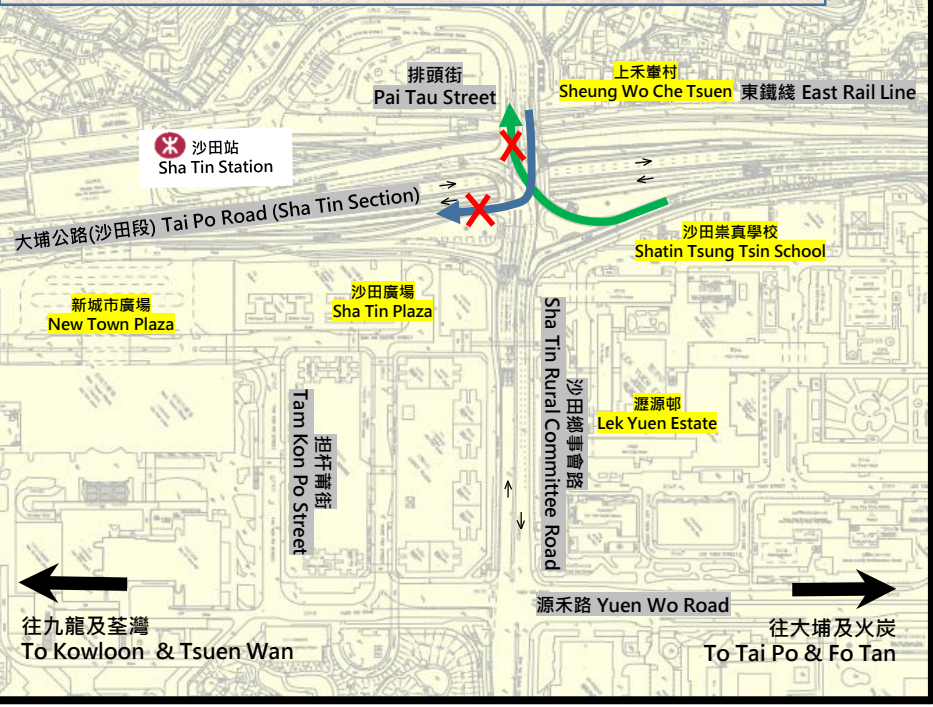 排頭街
Pai Tau Street
上禾輋村
Sheung Wo Che Tsuen
東鐵綫 East Rail Line
沙田站
Sha Tin Station
大埔公路(沙田段) Tai Po Road (Sha Tin Section)
沙田崇真學校
Shatin Tsung Tsin School
新城市廣場
New Town Plaza
沙田廣場
Sha Tin Plaza
沙田鄉事會路
Sha Tin Rural Committee Road
瀝源邨
Lek Yuen Estate
担杆莆街
Tam Kon Po Street
源禾路 Yuen Wo Road
往九龍及荃灣
To Kowloon & Tsuen Wan
往大埔及火炭
To Tai Po & Fo Tan